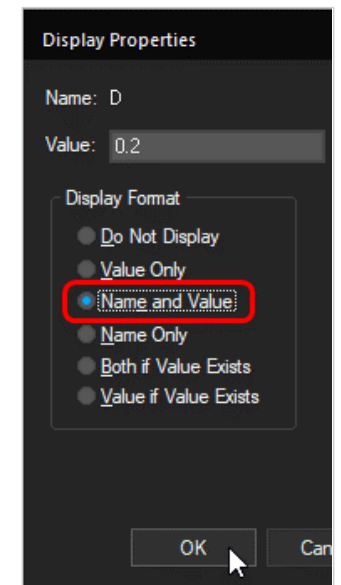 Display Properties
Name: D
Value: 0.2
Display Format
Do Not Display
Value Only
Name and Value
Name Only
Both if Value Exists
Value if Value Exists
OK Can